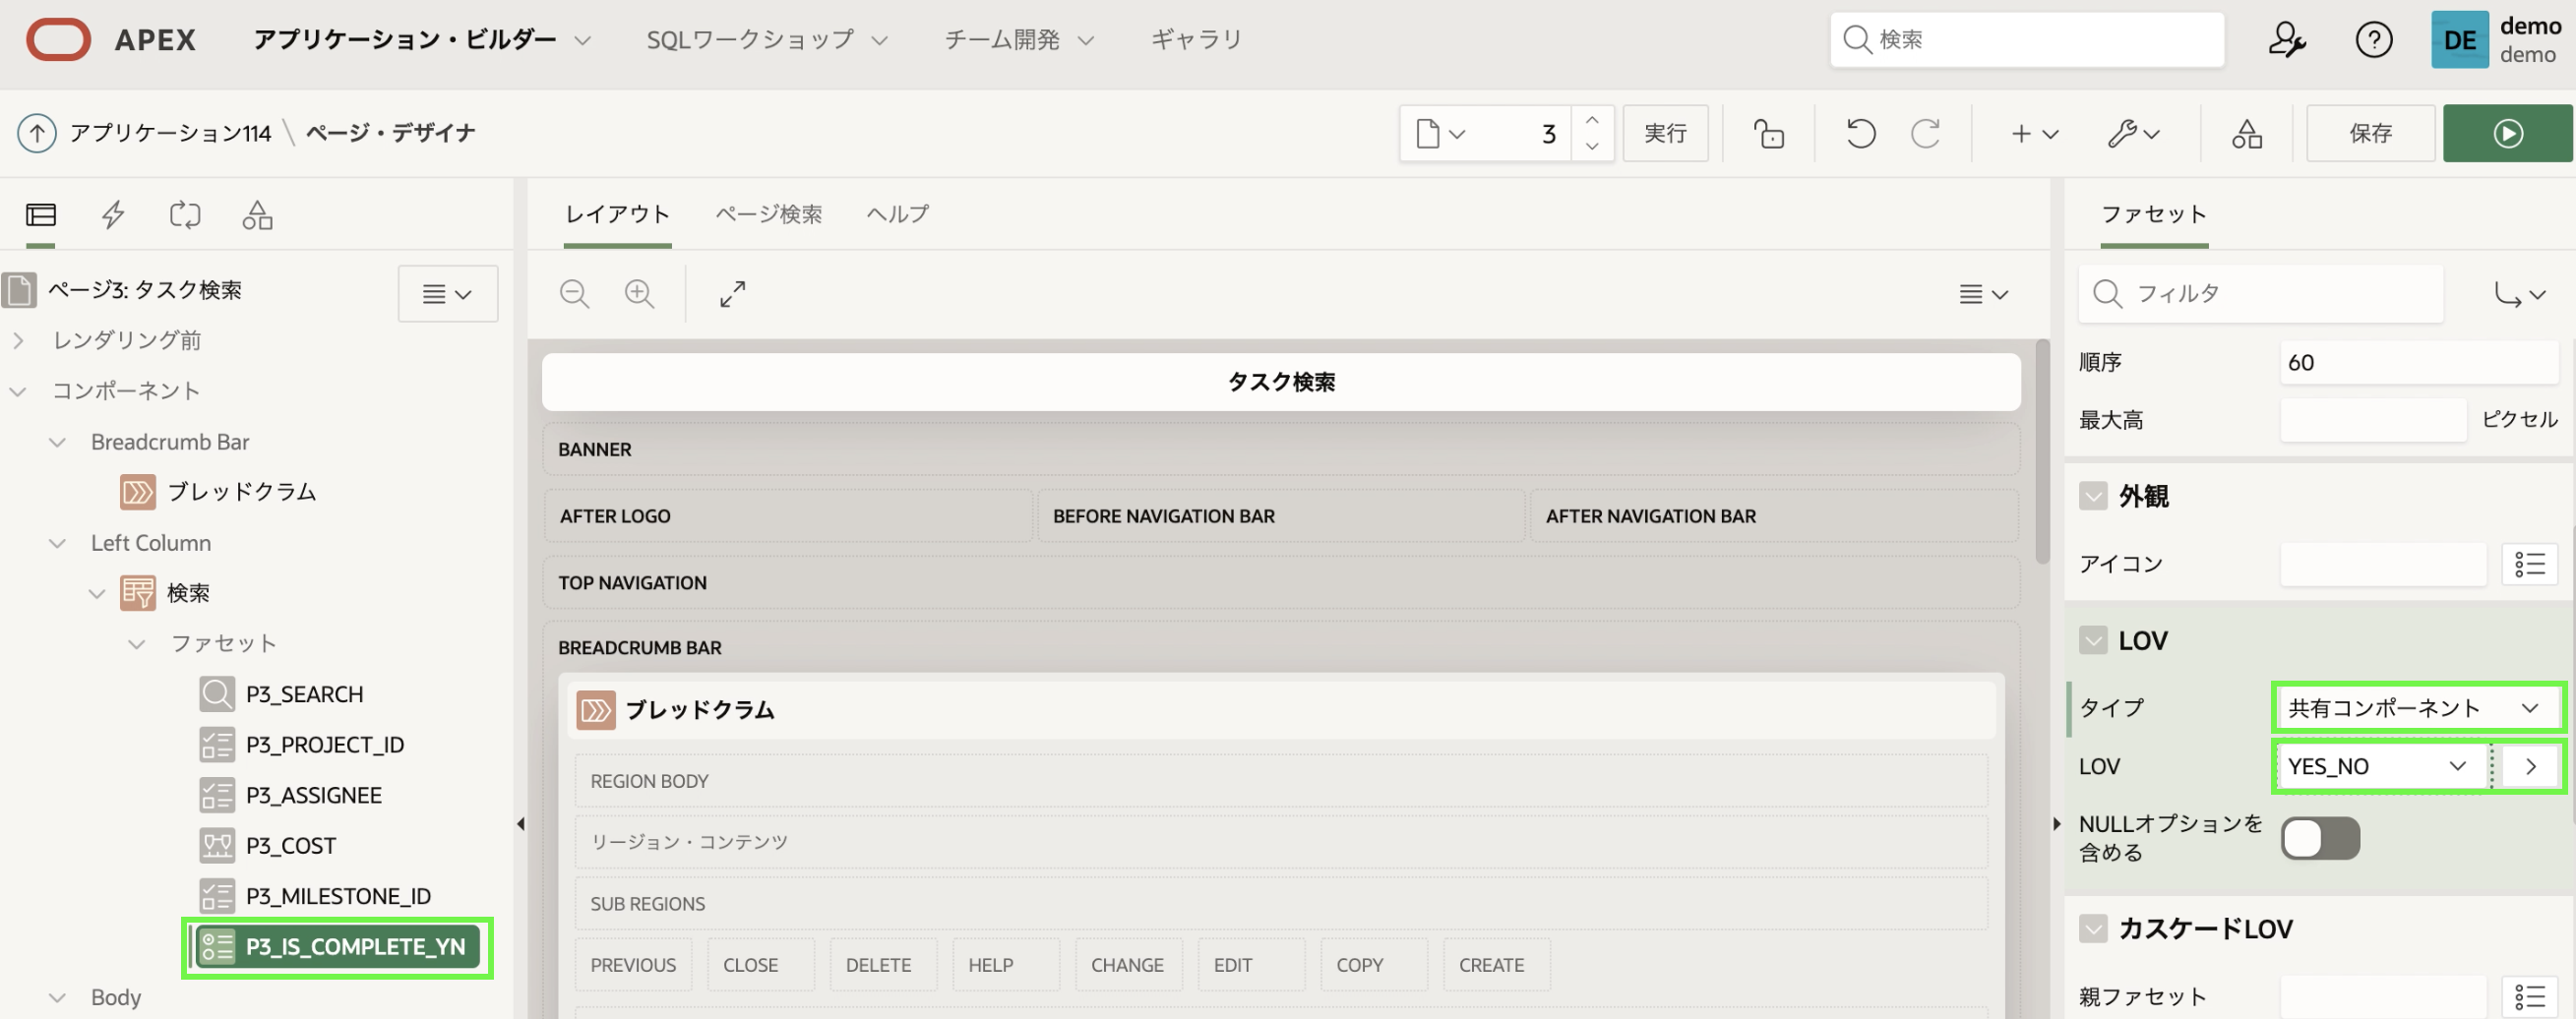 APEX アプリケーション・ビルダー SQLワークショップ チーム開発 ギャラリ 検索 DE demo
demo
アプリケーション114 \ ページ・デザイナ 3 実行 保存
レイアウト ページ検索 ヘルプ
ファセット
ページ3: タスク検索
レンダリング前
コンポーネント
Breadcrumb Bar
ブレッドクラム
Left Column
検索
ファセット
P3_SEARCH
P3_PROJECT_ID
P3_ASSIGNEE
P3_COST
P3_MILESTONE_ID
P3_IS_COMPLETE_YN
Body
タスク検索
BANNER
AFTER LOGO BEFORE NAVIGATION BAR AFTER NAVIGATION BAR
TOP NAVIGATION
BREADCRUMB BAR
ブレッドクラム
REGION BODY
リージョン・コンテンツ
SUB REGIONS
PREVIOUS CLOSE DELETE HELP CHANGE EDIT COPY CREATE
フィルタ
順序 60
最大高 ピクセル
外観
アイコン
LOV
タイプ 共有コンポーネント
LOV YES_NO
NULLオプションを
含める
カスケードLOV
親ファセット